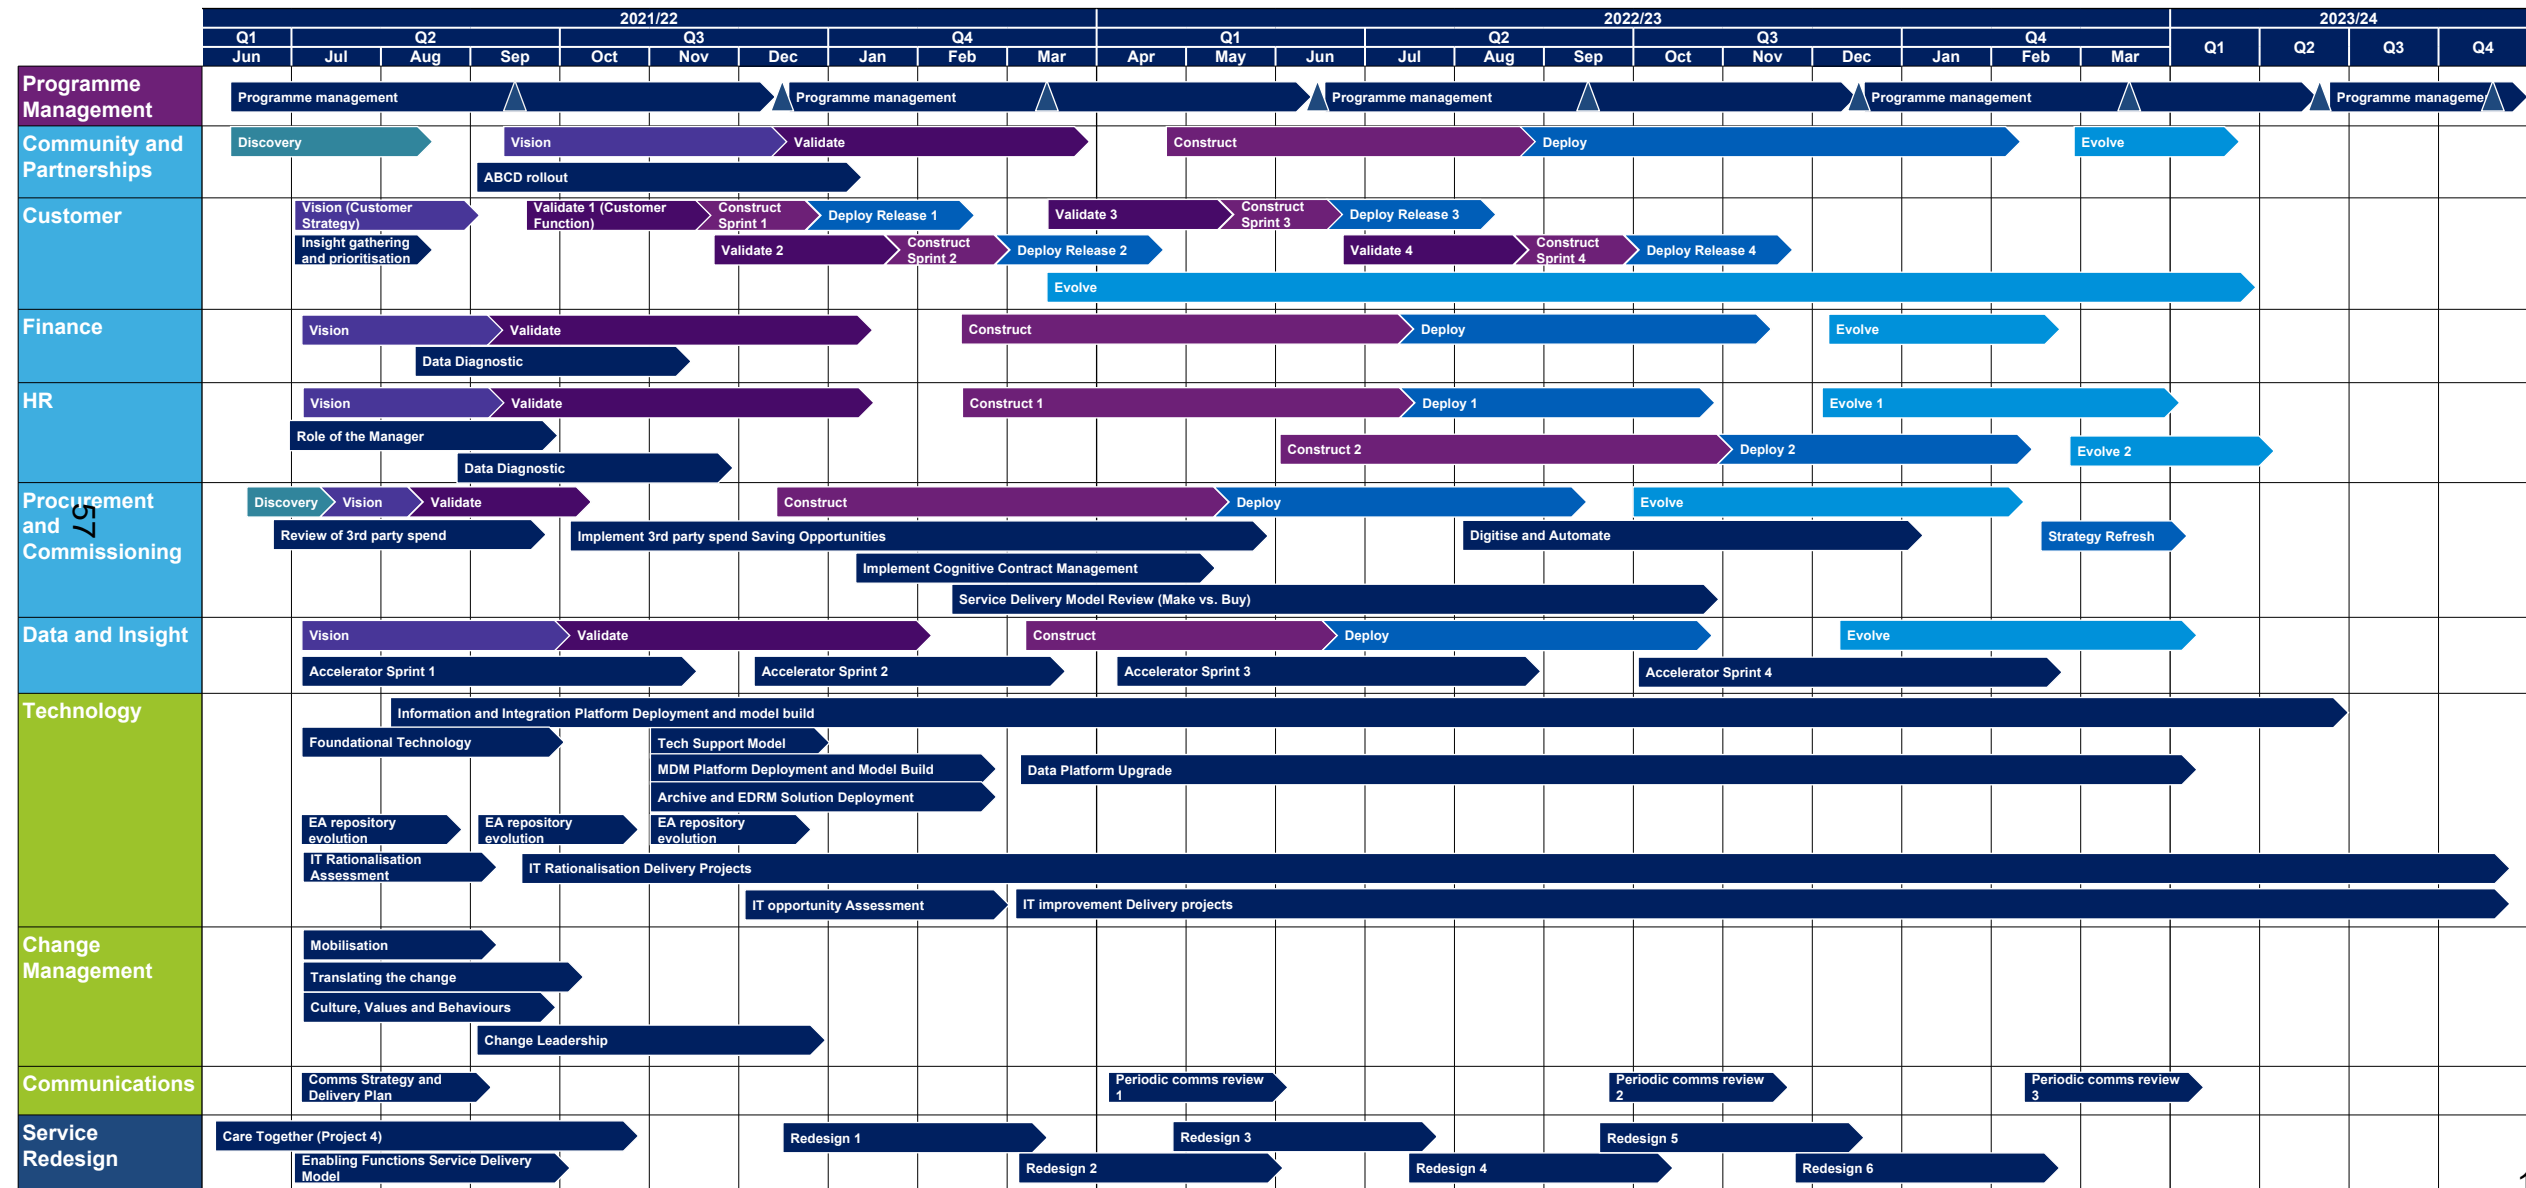 2021/22 2022/23 2023/24
Q1 Q2 Q3 Q4 Q1 Q2 Q3 Q4 Q1 Q2 Q3 Q4
Jun Jul Aug Sep Oct Nov Dec Jan Feb Mar Apr May Jun Jul Aug Sep Oct Nov Dec Jan Feb Mar
Programme
Management
Programme management Programme management Programme management Programme management Programme manageme
Community and
Partnerships
Discovery Vision Validate Construct Deploy Evolve
ABCD rollout
Customer
Vision (Customer
Strategy)
Validate 1 (Customer
Function)
Construct
Sprint 1
Deploy Release 1
Validate 3
Construct
Sprint 3
Deploy Release 3
Insight gathering
and prioritisation
Validate 2
Construct
Sprint 2
Deploy Release 2
Validate 4
Construct
Sprint 4
Deploy Release 4
Evolve
Finance
Vision Validate Construct Deploy Evolve
Data Diagnostic
HR
Vision Validate Construct 1 Deploy 1 Evolve 1
Role of the Manager
Construct 2 Deploy 2 Evolve 2
Data Diagnostic
Procurement
and
Commissioning
57
Discovery Vision Validate Construct Deploy Evolve
Review of 3rd party spend Implement 3rd party spend Saving Opportunities Digitise and Automate Strategy Refresh
Implement Cognitive Contract Management
Service Delivery Model Review (Make vs. Buy)
Data and Insight
Vision Validate Construct Deploy Evolve
Accelerator Sprint 1 Accelerator Sprint 2 Accelerator Sprint 3 Accelerator Sprint 4
Technology
Information and Integration Platform Deployment and model build
Foundational Technology Tech Support Model
MDM Platform Deployment and Model Build Data Platform Upgrade
Archive and EDRM Solution Deployment
EA repository
evolution
EA repository
evolution
EA repository
evolution
IT Rationalisation
Assessment
IT Rationalisation Delivery Projects
IT opportunity Assessment IT improvement Delivery projects
Change
Management
Mobilisation
Translating the change
Culture, Values and Behaviours
Change Leadership
Communications
Comms Strategy and
Delivery Plan
Periodic comms review
1
Periodic comms review
2
Periodic comms review
3
Service
Redesign
Care Together (Project 4) Redesign 1 Redesign 3 Redesign 5
Enabling Functions Service Delivery
Model
Redesign 2 Redesign 4 Redesign 6